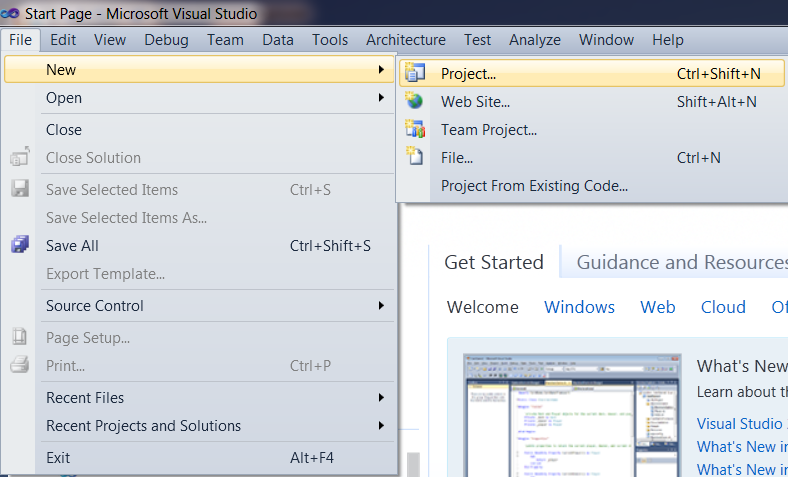 Start Page - Microsoft Visual Studio
File Edit View Debug Team Data Tools Architecture Test Analyze Window Help
New
Open
Close
Close Solution
Save Selected Items Ctrl+S
Save Selected Items As...
Save All Ctrl+Shift+S
Export Template...
Source Control
Page Setup...
Print... Ctrl+P
Recent Files
Recent Projects and Solutions
Exit Alt+F4
Project... Ctrl+Shift+N
Web Site... Shift+Alt+N
Team Project...
File... Ctrl+N
Project From Existing Code...
Get Started Guidance and Resources
Welcome Windows Web Cloud
What's New
Learn about
Visual Studio
What's New in
What's New in